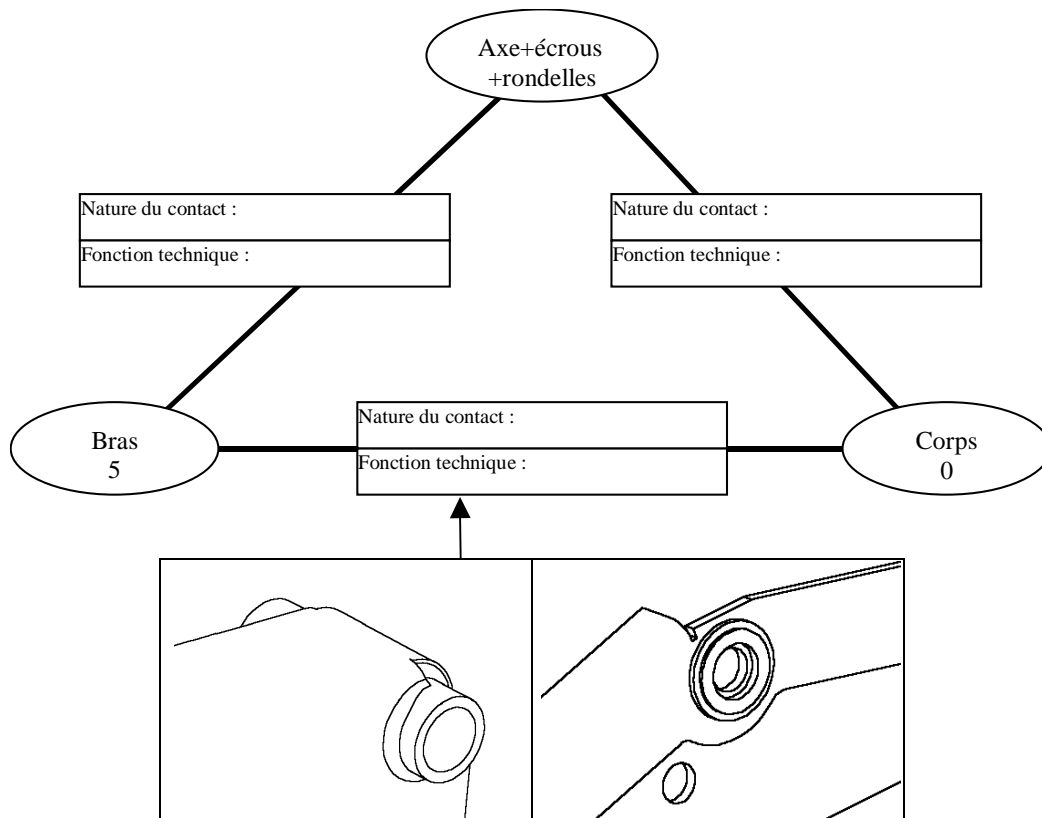 Axe+écrous
+rondelles
Nature du contact :
Fonction technique :
Nature du contact :
Fonction technique :
Bras
5
Nature du contact :
Fonction technique :
Corps
0